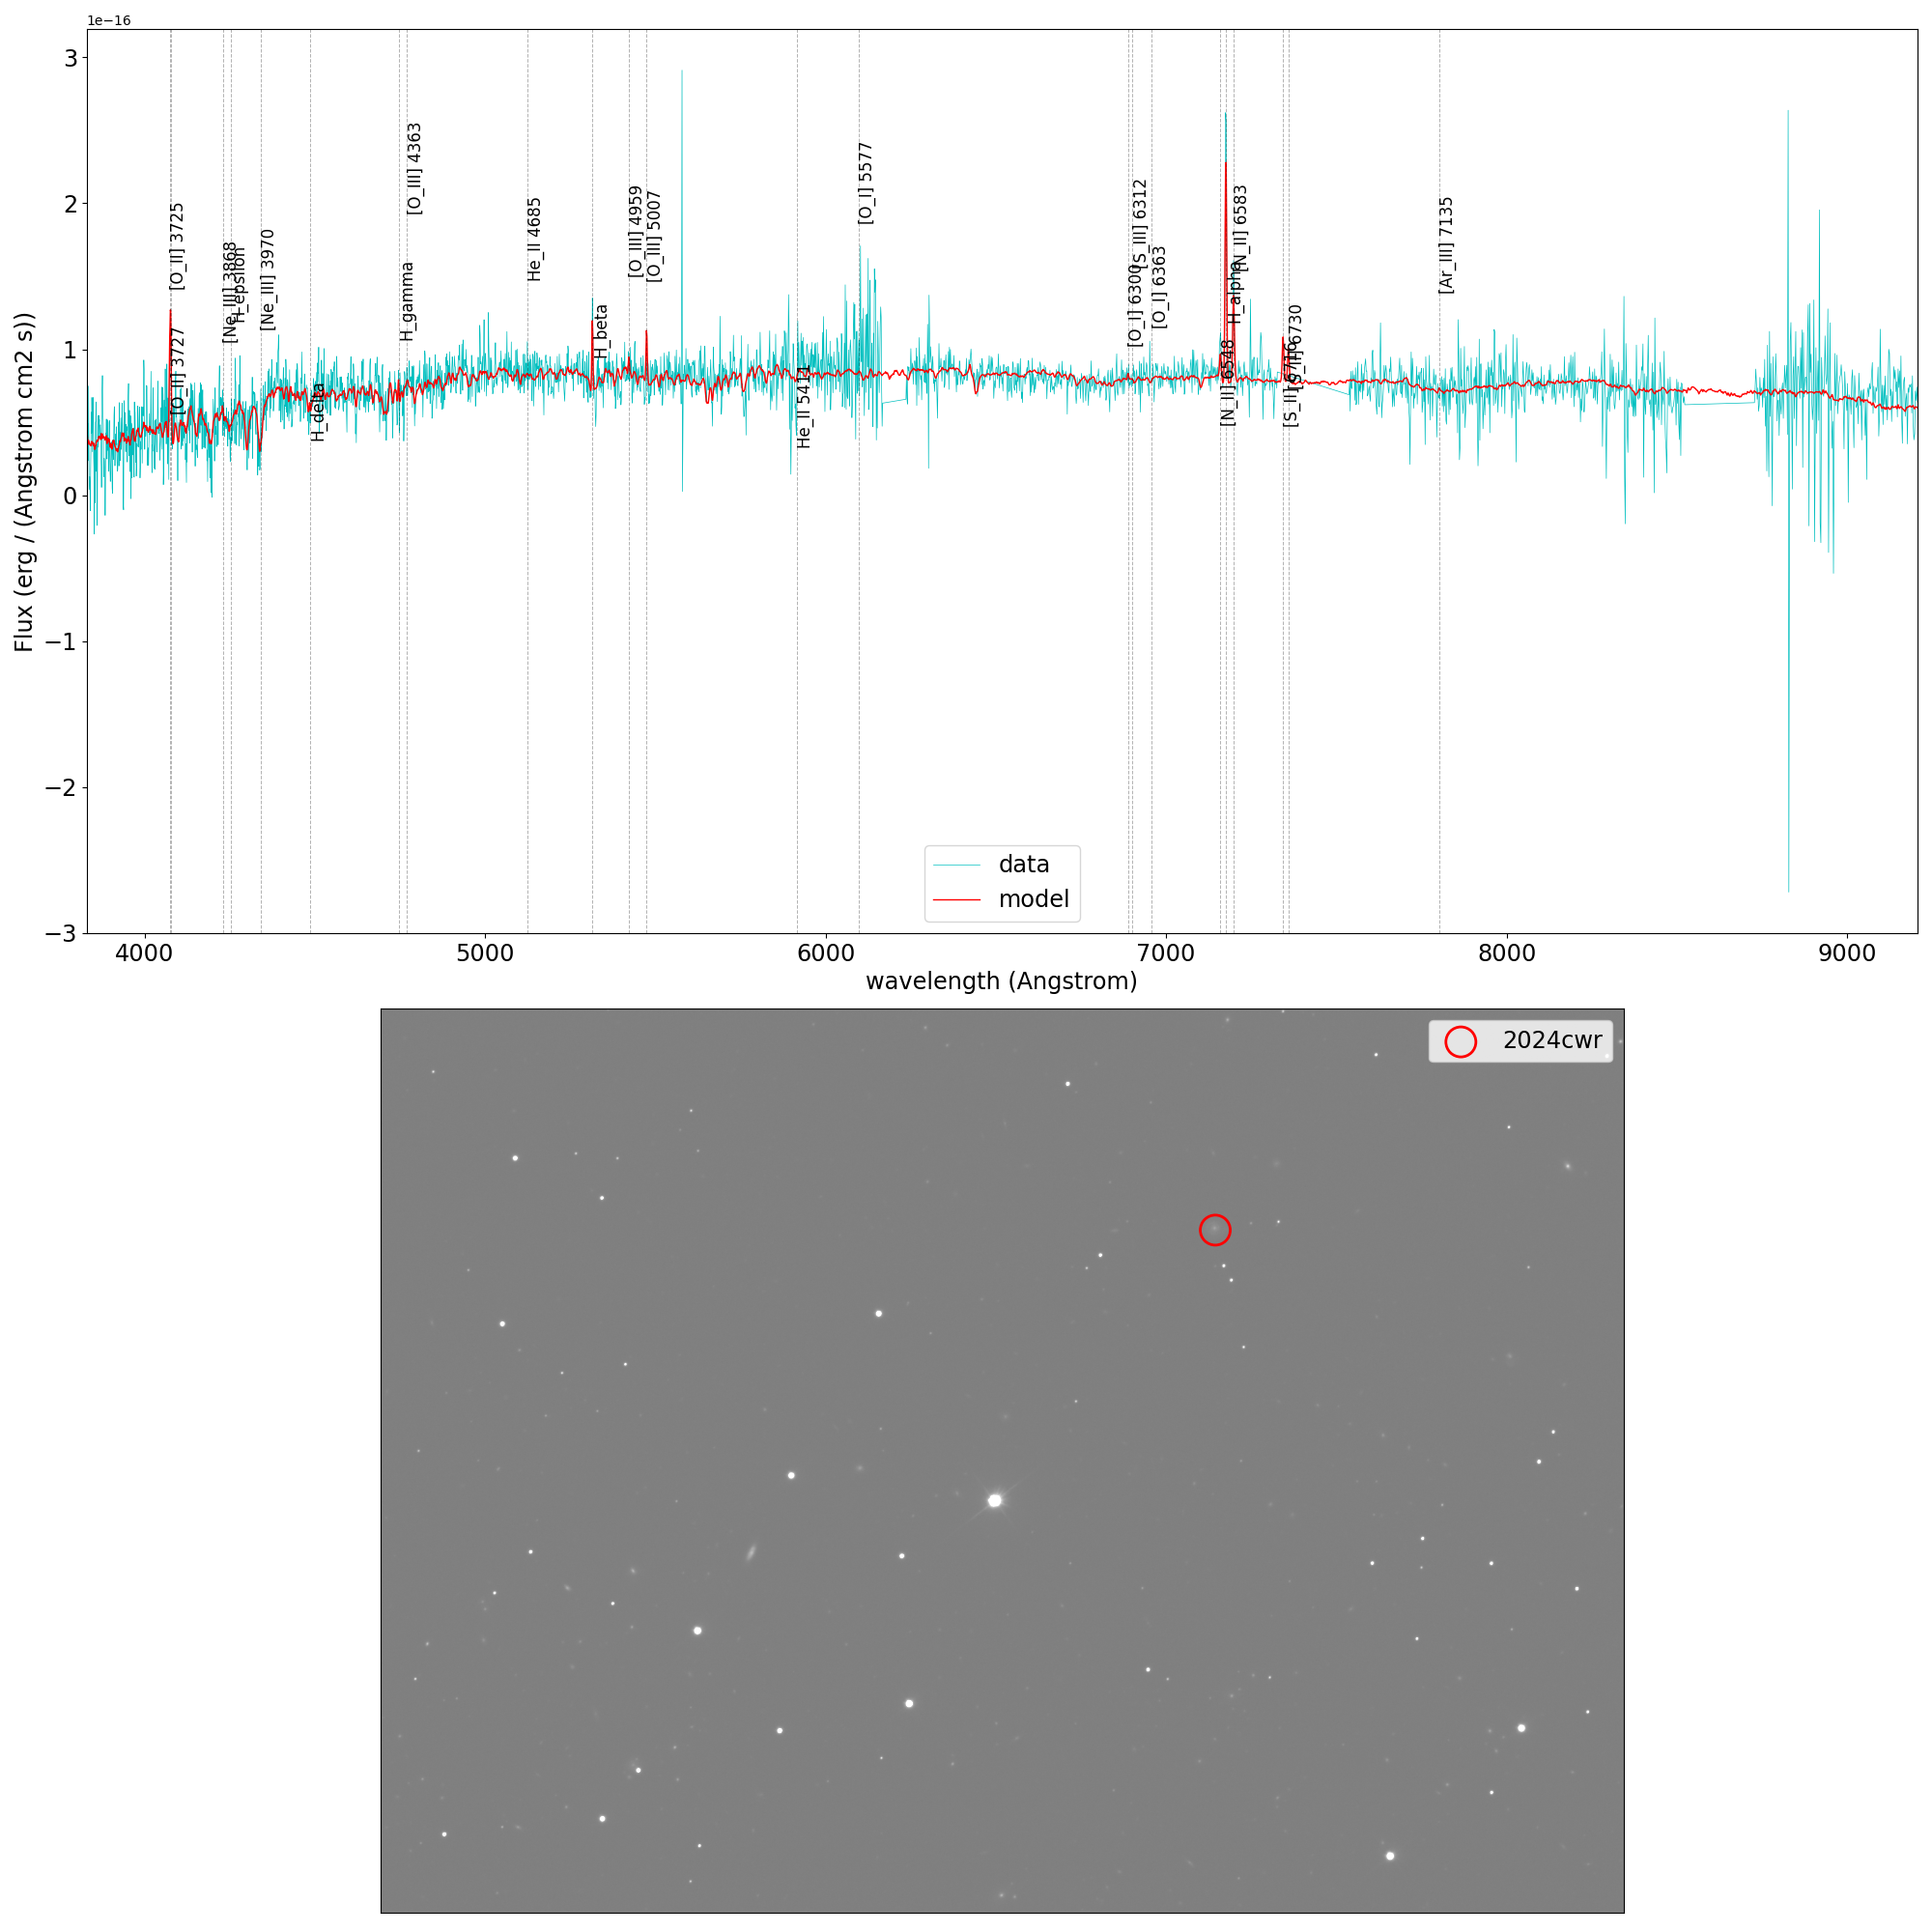 1e−16
3
2
1
0
−1
−2
−3
Flux (erg / (Angstrom cm2 s))
[O_II] 3725
[O_II] 3727
[Ne_III] 3868
H_epsilon
[Ne_III] 3970
H_delta
H_gamma
[O_III] 4363
He_II 4685
H_beta
[O_III] 4959
[O_III] 5007
He_II 5411
[O_I] 5577
[O_I] 6300
[S_III] 6312
[O_I] 6363
[N_II] 6548
H_alpha
[N_II] 6583
[S_II] 6716
[S_II] 6730
[Ar_III] 7135
data
model
4000 5000 6000 7000 8000 9000
wavelength (Angstrom)
2024cwr